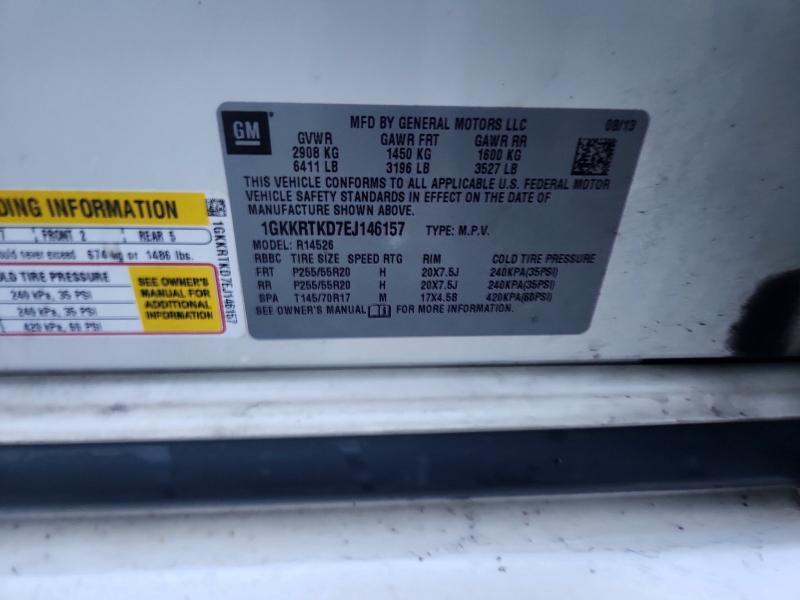 GM
MFD BY GENERAL MOTORS LLC 08/13
GVWR GAWR FRT GAWR RR
2908 KG 1450 KG 1600 KG
6411 LB 3196 LB 3527 LB
THIS VEHICLE CONFORMS TO ALL APPLICABLE U.S. FEDERAL MOTOR
VEHICLE SAFETY STANDARDS IN EFFECT ON THE DATE OF
MANUFACTURE SHOWN ABOVE.
1GKKRTKD7EJ146157 TYPE: M.P.V.
MODEL: R14526
RBBC TIRE SIZE SPEED RTG RIM COLD TIRE PRESSURE
FRT P255/55R20 H 20X7.5J 240KPA(35PSI)
RR P255/55R20 H 20X7.5J 240KPA(35PSI)
SPA T145/70R17 M 17X4.5B 420KPA(60PSI)
SEE OWNER'S MANUAL FOR MORE INFORMATION.
DING INFORMATION
FRONT 2 REAR 5
ould never exceed 674 kg or 1486 lbs.
OLD TIRE PRESSURE
240 kPa, 35 PSI
240 kPa, 35 PSI
420 kPa, 60 PSI
SEE OWNER'S
MANUAL FOR
ADDITIONAL
INFORMATION
1GKKRTKD7EJ146157